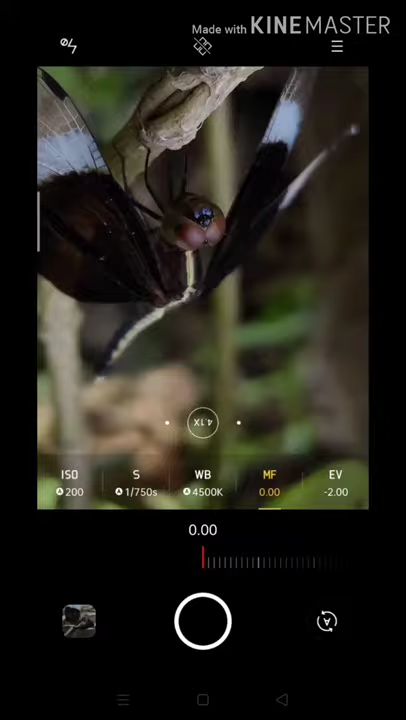 Made with KINEMASTER
4.1X
ISO S WB MF EV
A 200 A 1/750s A 4500K 0.00 -2.00
0.00
A